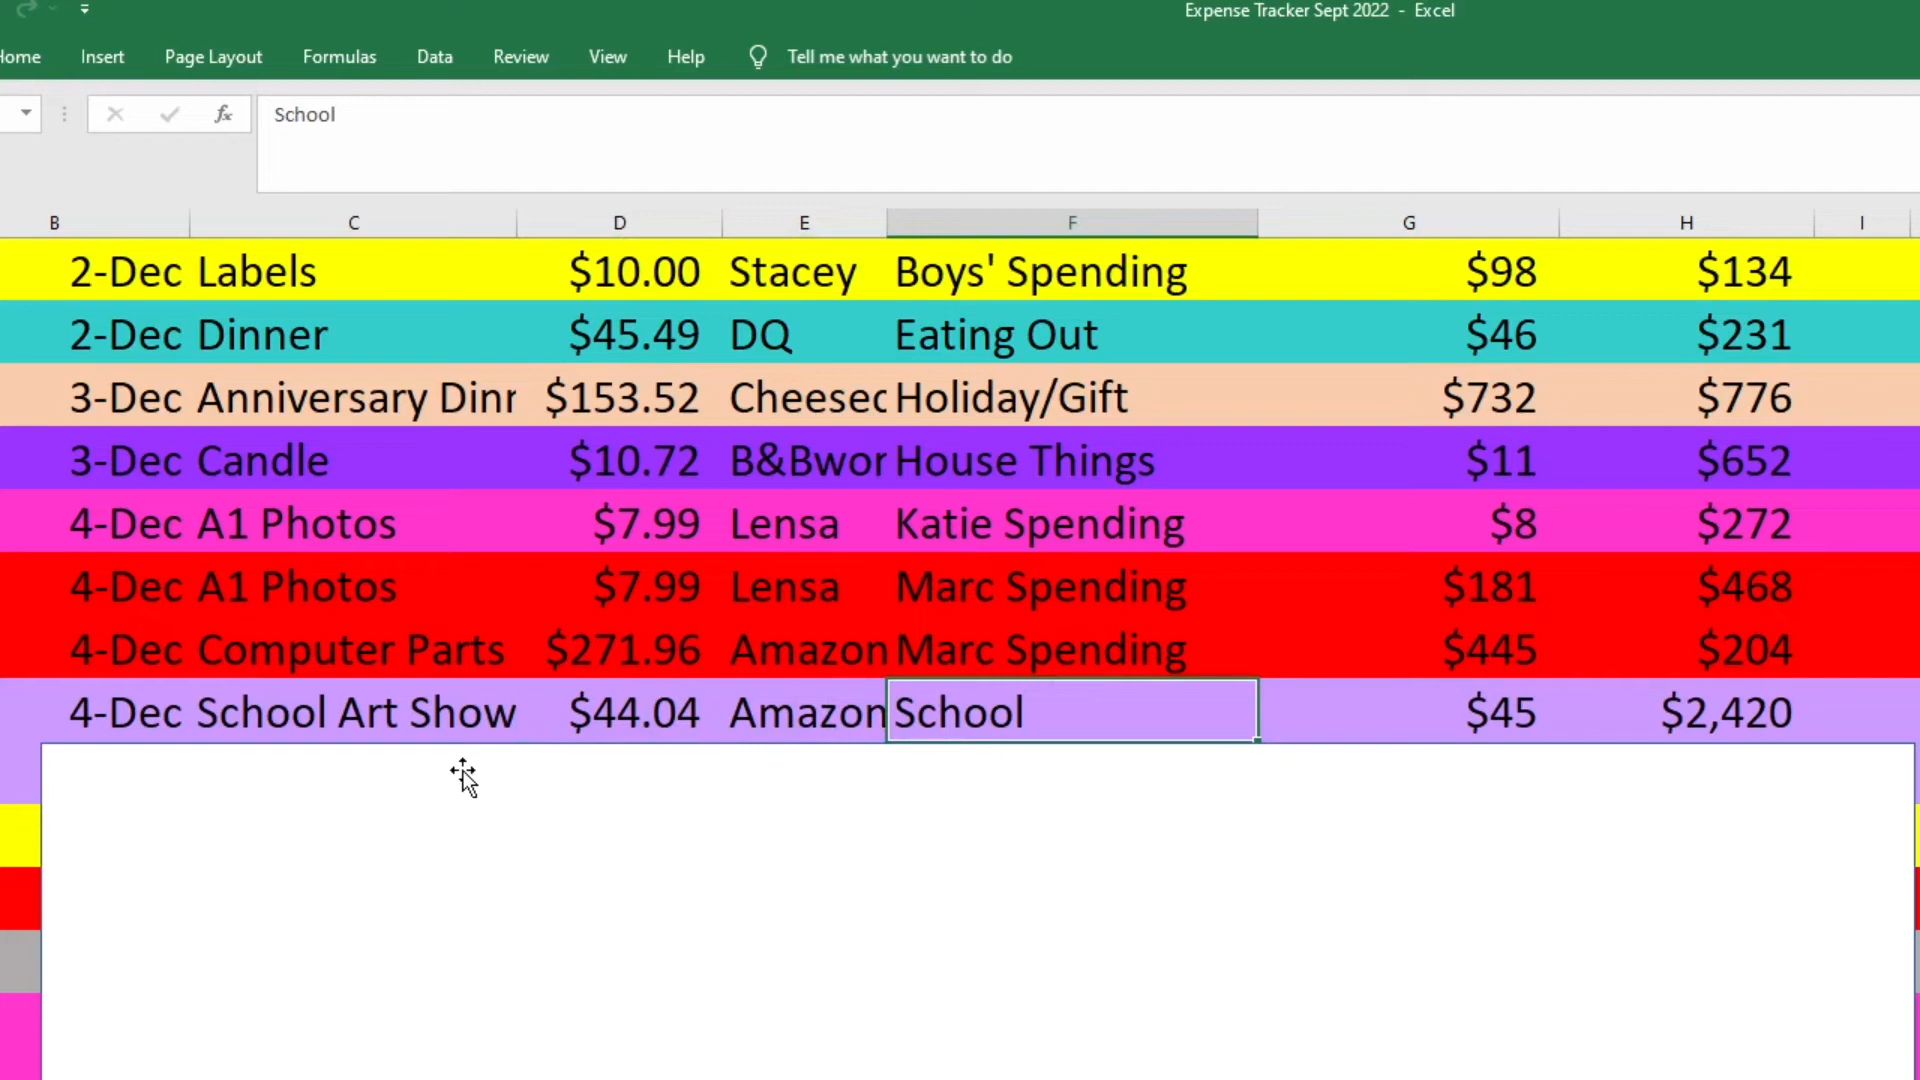 Expense Tracker Sept 2022 - Excel
Home Insert Page Layout Formulas Data Review View Help Tell me what you want to do
fx School
B C D E F G H I
2-Dec Labels $10.00 Stacey Boys' Spending $98 $134
2-Dec Dinner $45.49 DQ Eating Out $46 $231
3-Dec Anniversary Dinr $153.52 Cheesec Holiday/Gift $732 $776
3-Dec Candle $10.72 B&Bwor House Things $11 $652
4-Dec A1 Photos $7.99 Lensa Katie Spending $8 $272
4-Dec A1 Photos $7.99 Lensa Marc Spending $181 $468
4-Dec Computer Parts $271.96 Amazon Marc Spending $445 $204
4-Dec School Art Show $44.04 Amazon School $45 $2,420